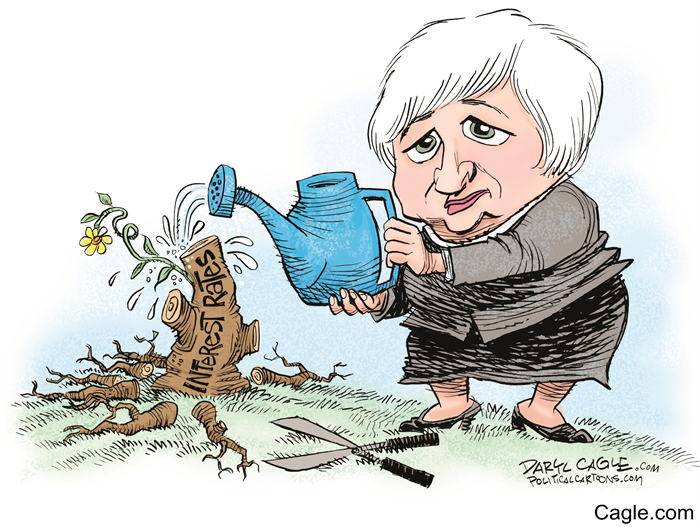 INTEREST RATES
DARYL CAGLE.COM
POLITICALCARTOONS.COM
Cagle.com